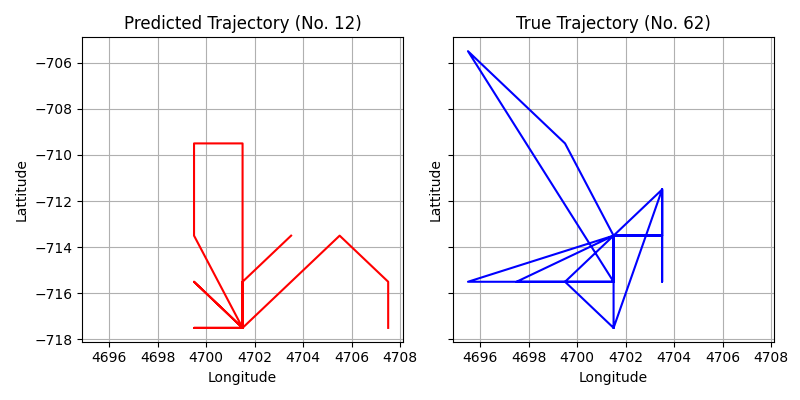 Predicted Trajectory (No. 12)
True Trajectory (No. 62)
Lattitude
−706
−708
−710
−712
−714
−716
−718
4696 4698 4700 4702 4704 4706 4708
Longitude
Lattitude
4696 4698 4700 4702 4704 4706 4708
Longitude